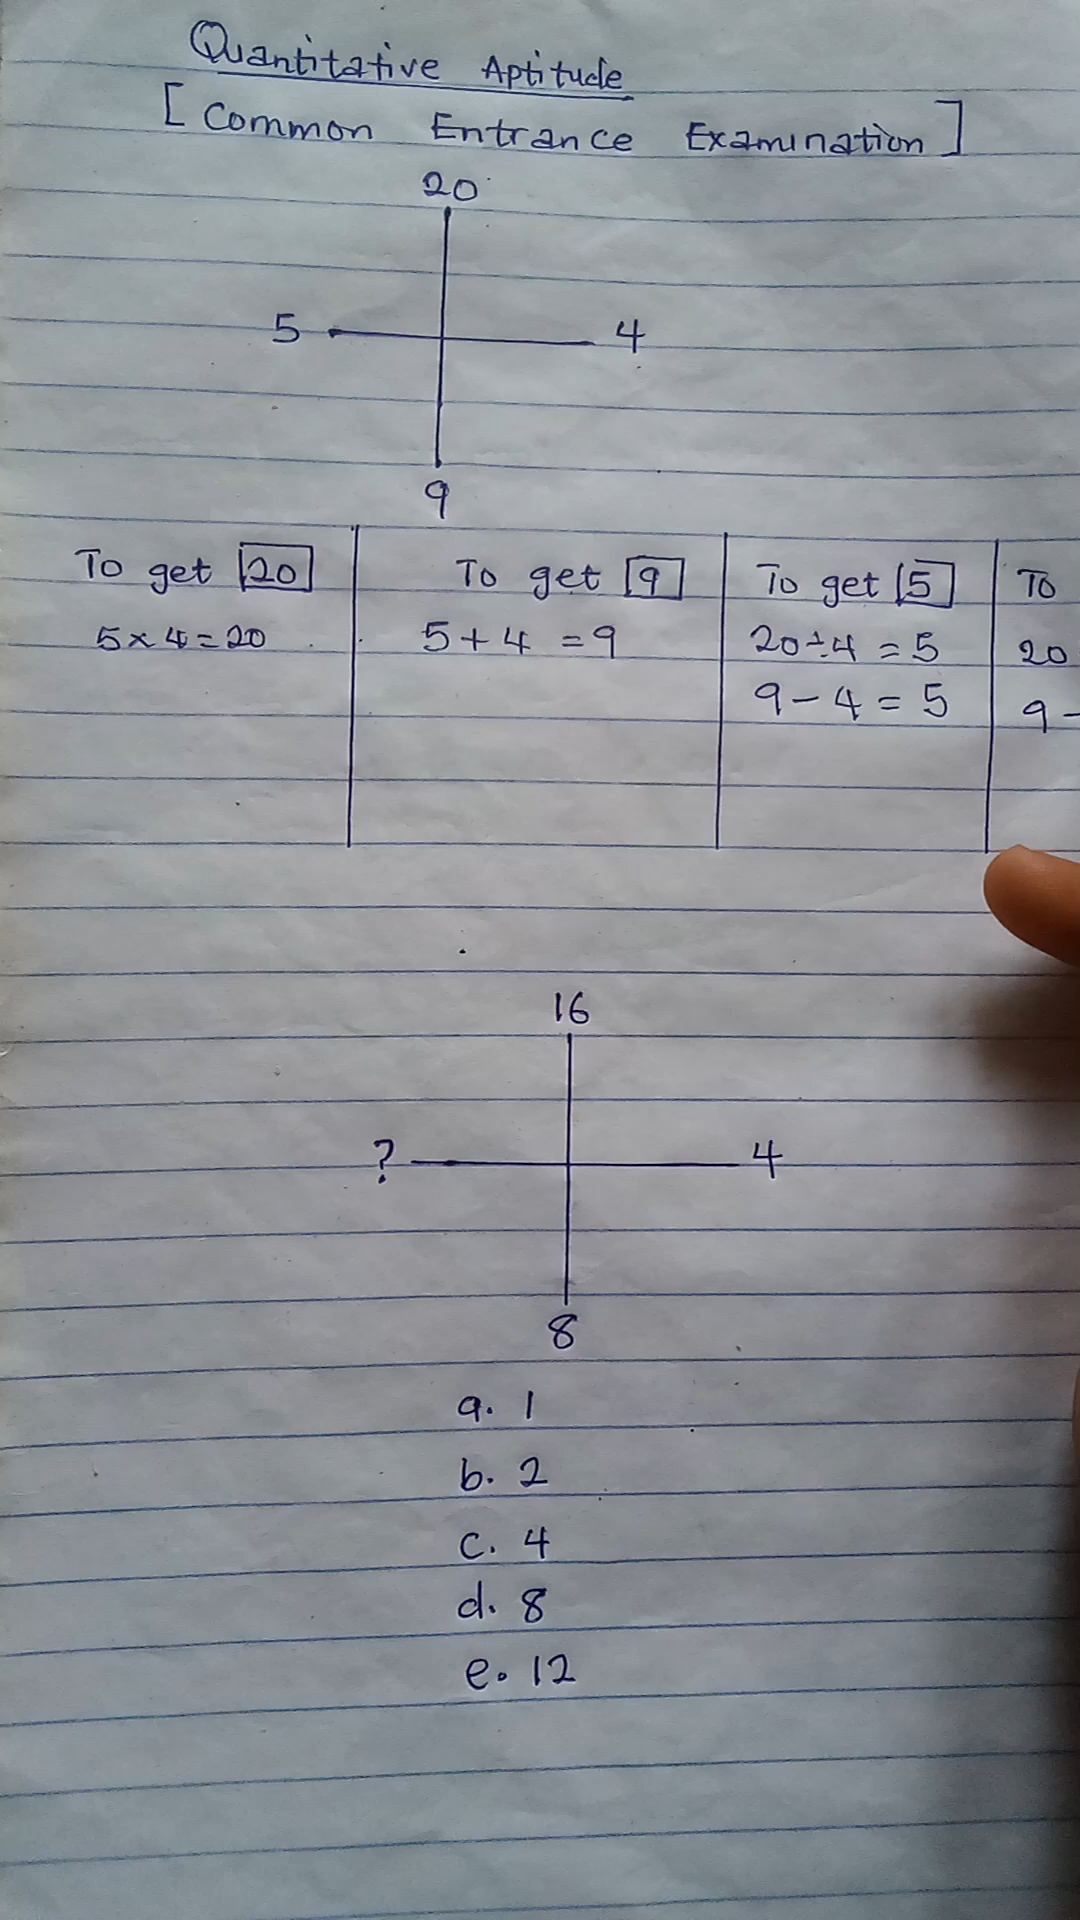 Quantitative Aptitude
[Common Entrance Examination]
20
5 4
9
To get 20
5 x 4 = 20
To get 9
5 + 4 = 9
To get 5
20 ÷ 4 = 5
9 - 4 = 5
To
20
9 -
16
? 4
8
a. 1
b. 2
c. 4
d. 8
e. 12